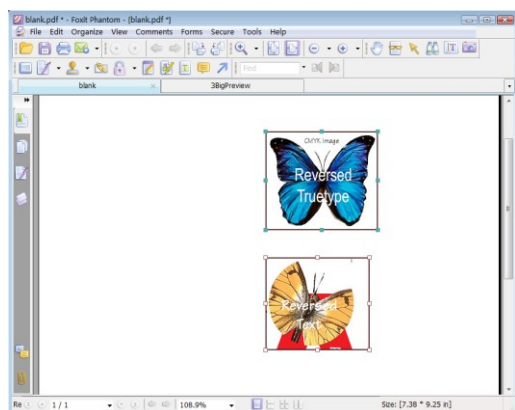 blank.pdf * - Foxit Phantom - [blank.pdf *]
File Edit Organize View Comments Forms Secure Tools Help
Find
blank
3BigPreview
CMYK Image
Reversed
Truetype
Reversed
Text
Re
1 / 1
108.9%
Size: [7.38 * 9.25 in]